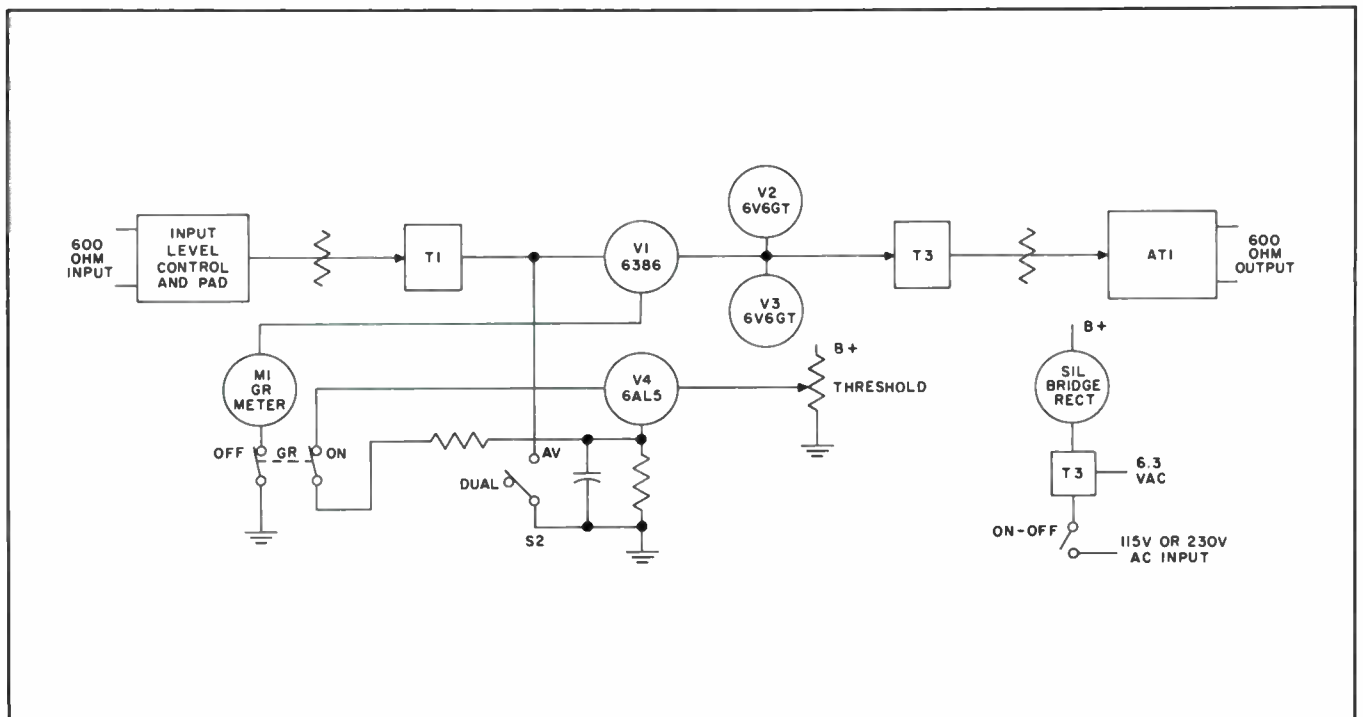 600
OHM
INPUT
INPUT
LEVEL
CONTROL
AND PAD
T1
V1
6386
V2
6V6GT
V3
6V6GT
T3
AT1
600
OHM
OUTPUT
M1
GR
METER
V4
6AL5
B+
THRESHOLD
OFF
GR
ON
AV
DUAL
S2
B+
SIL
BRIDGE
RECT
T3
6.3
VAC
ON-OFF
115V OR 230V
AC INPUT